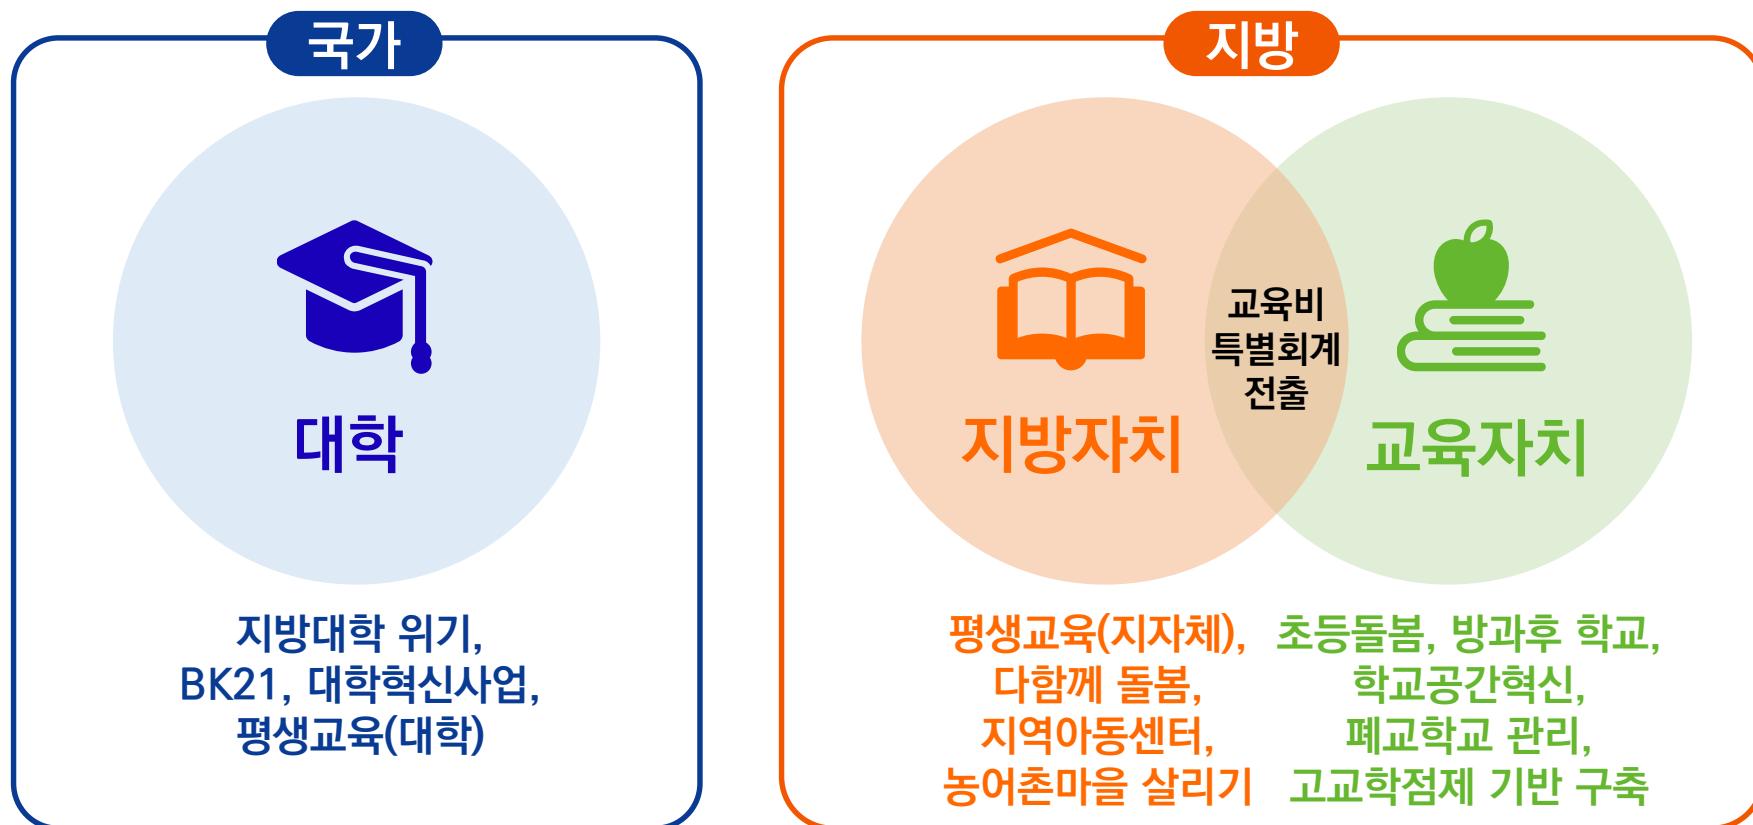 국가
대학
지방대학 위기,
BK21, 대학혁신사업,
평생교육(대학)
지방
지방자치
교육비
특별회계
전출
교육자치
평생교육(지자체),
다함께 돌봄,
지역아동센터,
농어촌마을 살리기
초등돌봄, 방과후 학교,
학교공간혁신,
폐교학교 관리,
고교학점제 기반 구축